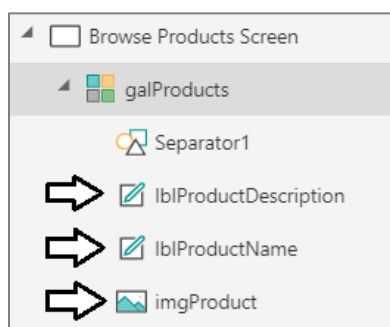 Browse Products Screen
galProducts
Separator1
lblProductDescription
lblProductName
imgProduct